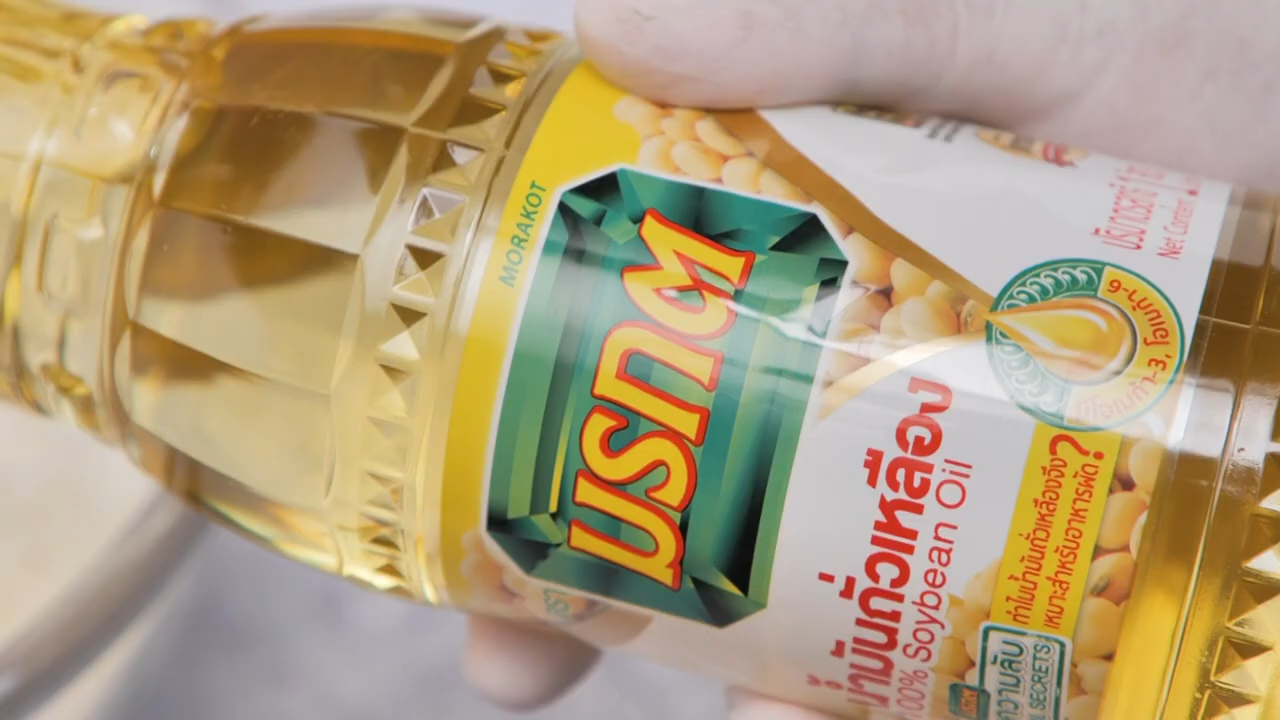 MORAKOT
มรกต
น้ำมันถั่วเหลือง
100% Soybean Oil
มีโอเมก้า-3, โอเมก้า-6
ทำไมน้ำมันถั่วเหลืองจึง
เหมาะสำหรับอาหารผัด?
ความลับ
SECRETS
ปริมาตรสุทธิ 1
Net Content